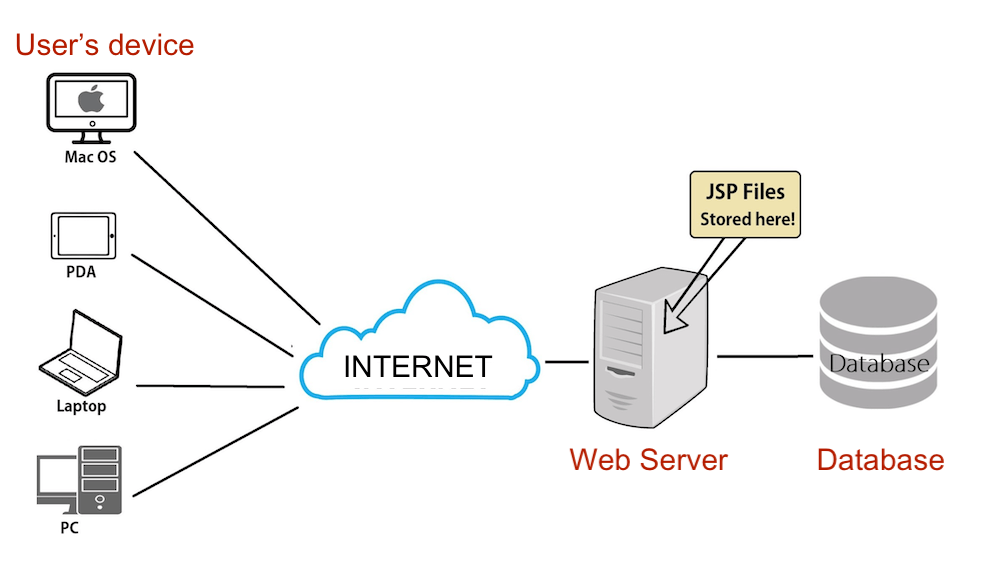 User’s device
Mac OS
PDA
Laptop
PC
INTERNET
JSP Files
Stored here!
Web Server
Database
Database